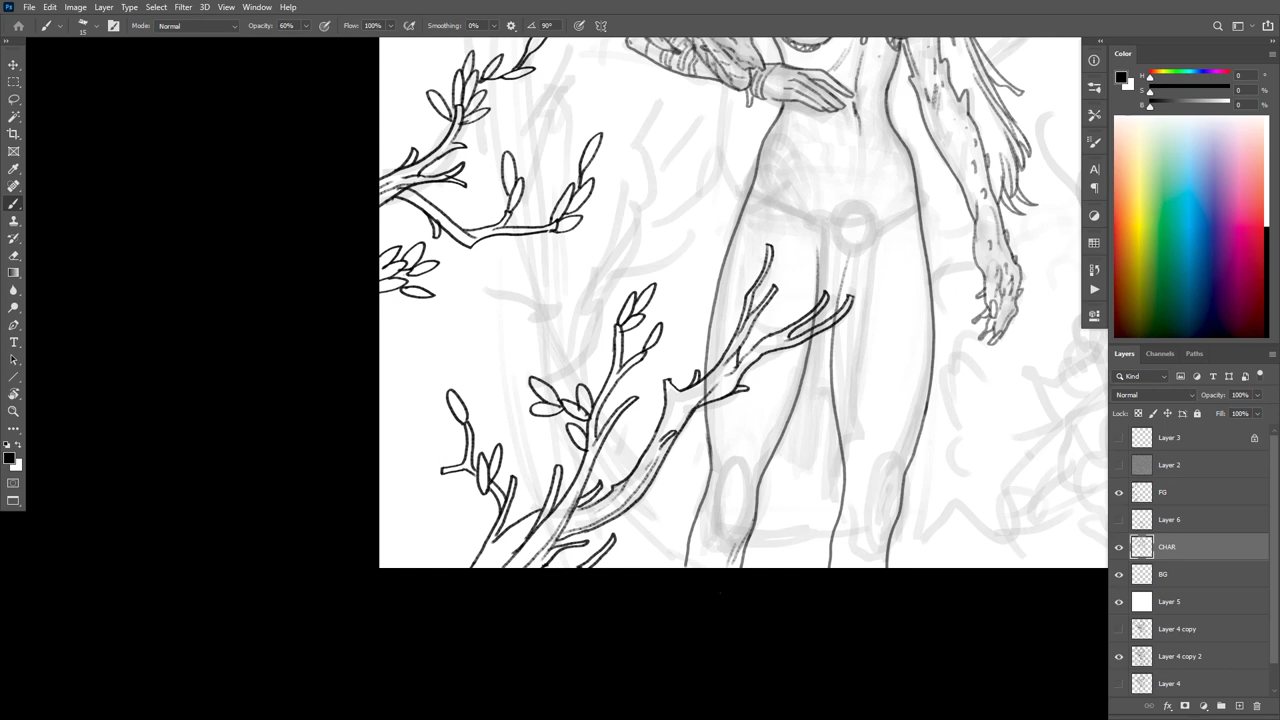 Ps File Edit Image Layer Type Select Filter 3D View Window Help
15 Mode: Normal Opacity: 60% Flow: 100% Smoothing: 0% 90°
Color
H 0 °
S 0 %
B 0 %
Layers Channels Paths
Kind
Normal Opacity: 100%
Lock: Fill: 100%
Layer 3
Layer 2
FG
Layer 6
CHAR
BG
Layer 5
Layer 4 copy
Layer 4 copy 2
Layer 4